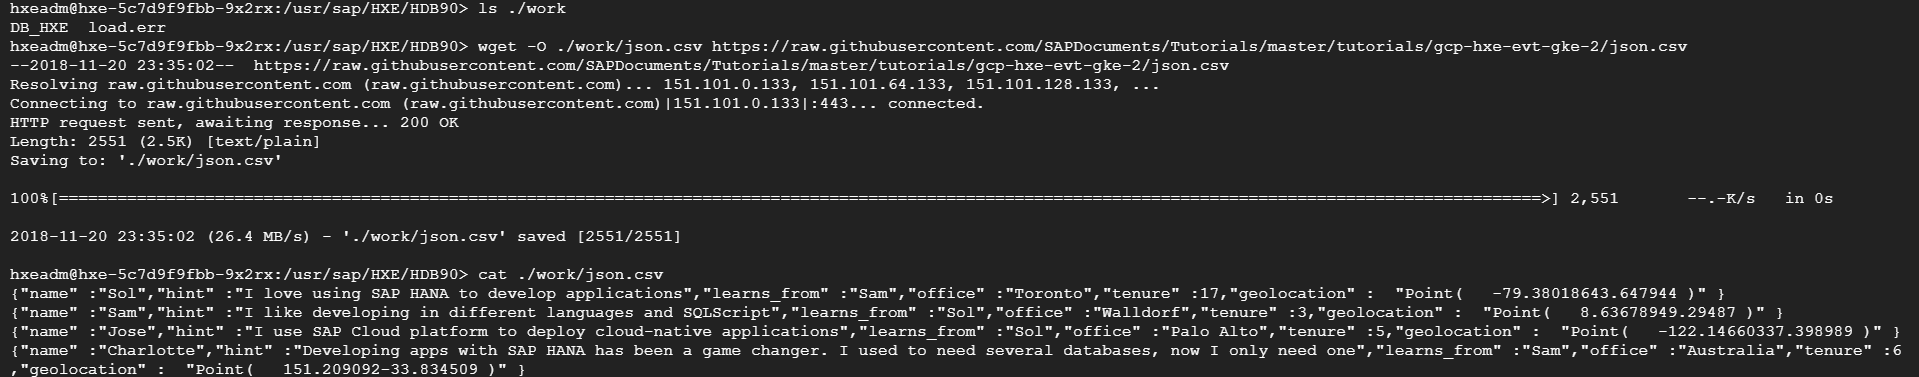 hxeadm@hxe-5c7d9f9fbb-9x2rx:/usr/sap/HXE/HDB90> ls ./work
DB_HXE  load.err
hxeadm@hxe-5c7d9f9fbb-9x2rx:/usr/sap/HXE/HDB90> wget -O ./work/json.csv https://raw.githubusercontent.com/SAPDocuments/Tutorials/master/tutorials/gcp-hxe-evt-gke-2/json.csv
--2018-11-20 23:35:02--  https://raw.githubusercontent.com/SAPDocuments/Tutorials/master/tutorials/gcp-hxe-evt-gke-2/json.csv
Resolving raw.githubusercontent.com (raw.githubusercontent.com)... 151.101.0.133, 151.101.64.133, 151.101.128.133, ...
Connecting to raw.githubusercontent.com (raw.githubusercontent.com)|151.101.0.133|:443... connected.
HTTP request sent, awaiting response... 200 OK
Length: 2551 (2.5K) [text/plain]
Saving to: './work/json.csv'
100%[======================================================================================================================================================>] 2,551       --.-K/s   in 0s
2018-11-20 23:35:02 (26.4 MB/s) - './work/json.csv' saved [2551/2551]
hxeadm@hxe-5c7d9f9fbb-9x2rx:/usr/sap/HXE/HDB90> cat ./work/json.csv
{"name" :"Sol","hint" :"I love using SAP HANA to develop applications","learns_from" :"Sam","office" :"Toronto","tenure" :17,"geolocation" :  "Point(   -79.38018643.647944 )" }
{"name" :"Sam","hint" :"I like developing in different languages and SQLScript","learns_from" :"Sol","office" :"Walldorf","tenure" :3,"geolocation" :  "Point(   8.63678949.29487 )" }
{"name" :"Jose","hint" :"I use SAP Cloud platform to deploy cloud-native applications","learns_from" :"Sol","office" :"Palo Alto","tenure" :5,"geolocation" :  "Point(   -122.14660337.398989 )" }
{"name" :"Charlotte","hint" :"Developing apps with SAP HANA has been a game changer. I used to need several databases, now I only need one","learns_from" :"Sam","office" :"Australia","tenure" :6
,"geolocation" :  "Point(   151.209092-33.834509 )" }